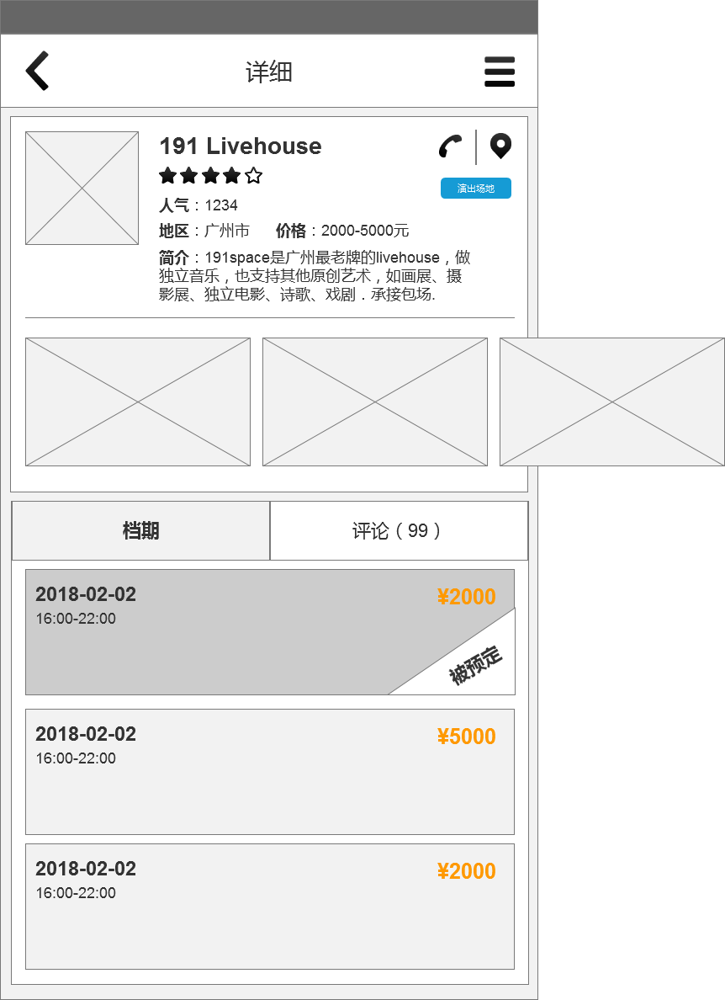 详细
191 Livehouse
演出场地
人气：1234
地区：广州市 价格：2000-5000元
简介：191space是广州最老牌的livehouse，做
独立音乐，也支持其他原创艺术，如画展、摄
影展、独立电影、诗歌、戏剧．承接包场.
档期
评论（99）
2018-02-02
¥2000
16:00-22:00
被预定
2018-02-02
¥5000
16:00-22:00
2018-02-02
¥2000
16:00-22:00